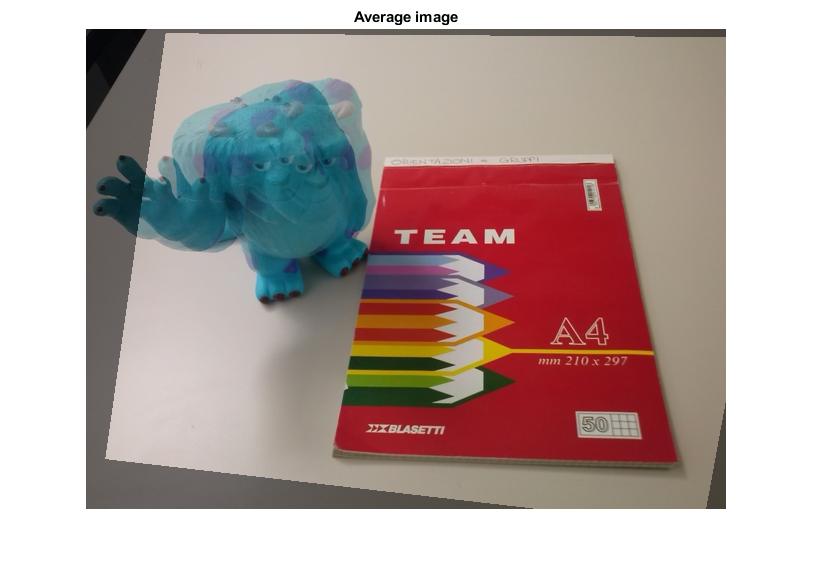 Average image
ORIENTAZIONI e GRUPPI
TEAM
A4
mm 210 x 297
BLASETTI
50